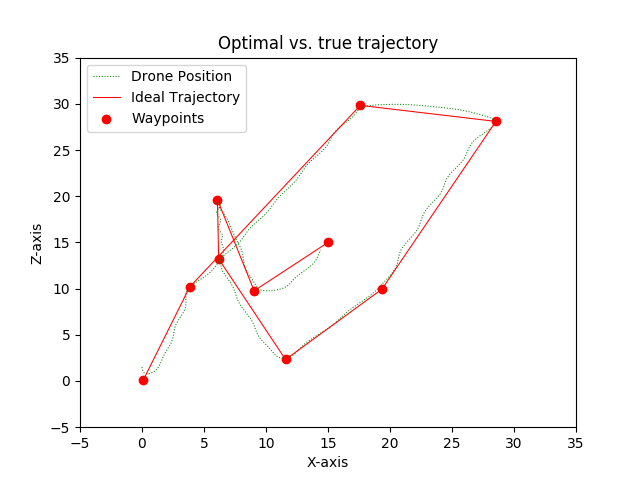 Optimal vs. true trajectory
Drone Position
Ideal Trajectory
Waypoints
Z-axis
35
30
25
20
15
10
5
0
−5
−5 0 5 10 15 20 25 30 35
X-axis